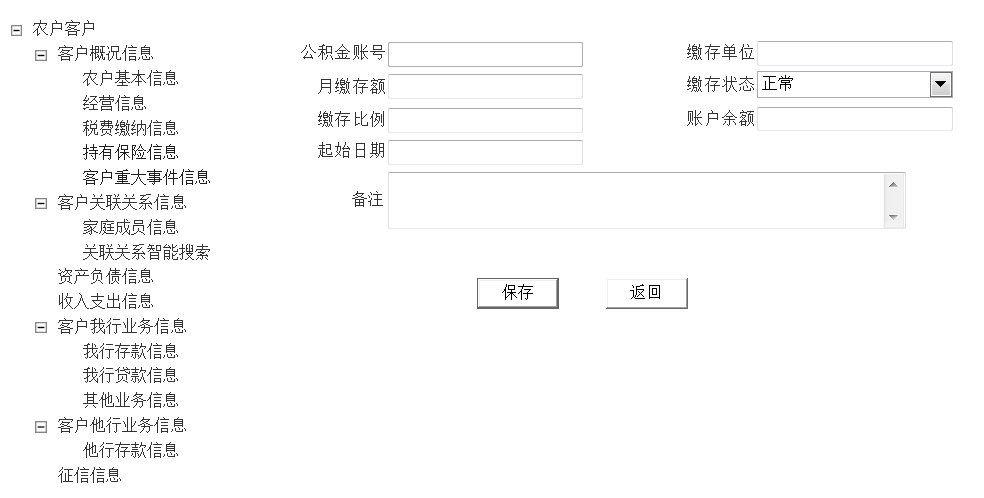 农户客户
客户概况信息
农户基本信息
经营信息
税费缴纳信息
持有保险信息
客户重大事件信息
客户关联关系信息
家庭成员信息
关联关系智能搜索
资产负债信息
收入支出信息
客户我行业务信息
我行存款信息
我行贷款信息
其他业务信息
客户他行业务信息
他行存款信息
征信信息
公积金账号
缴存单位
月缴存额
缴存状态 正常
缴存比例
账户余额
起始日期
备注
保存
返回